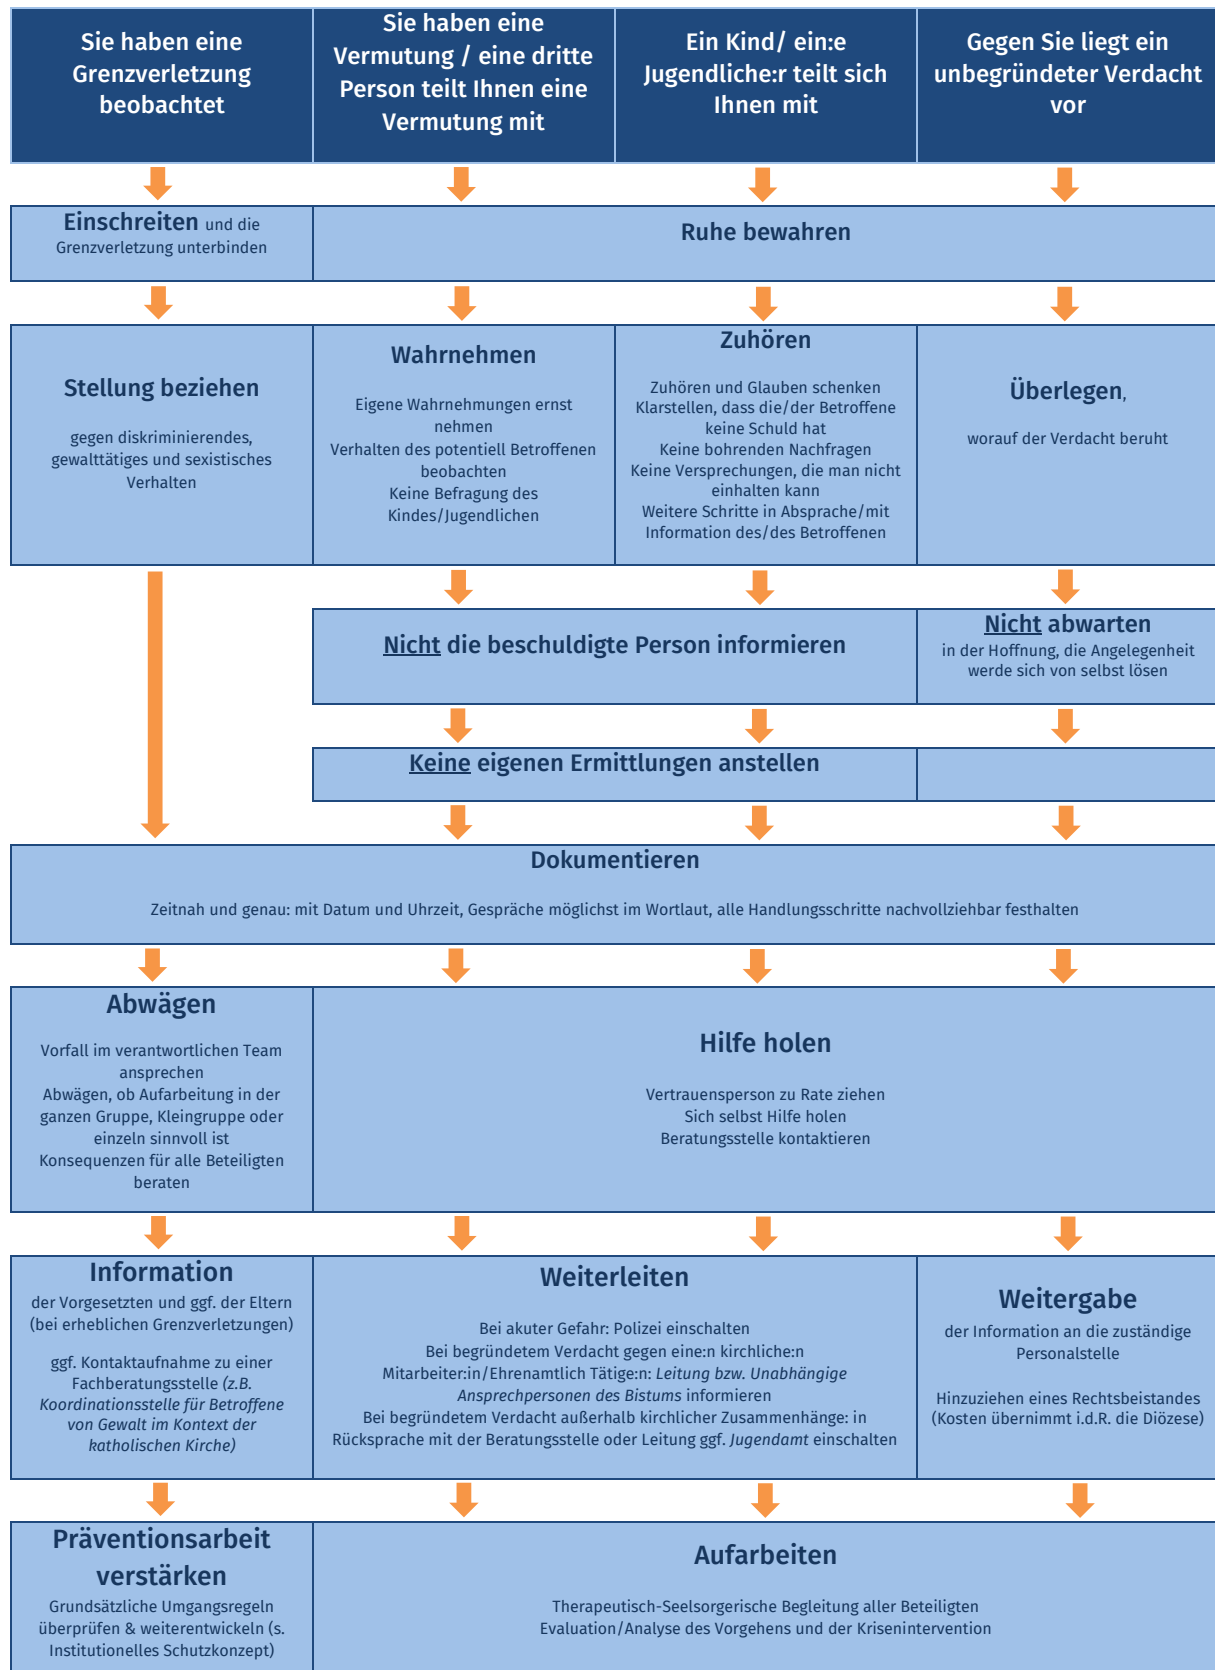 Sie haben eine
Grenzverletzung
beobachtet
Sie haben eine
Vermutung / eine dritte
Person teilt Ihnen eine
Vermutung mit
Ein Kind/ ein:e
Jugendliche:r teilt sich
Ihnen mit
Gegen Sie liegt ein
unbegründeter Verdacht
vor
Einschreiten und die
Grenzverletzung unterbinden
Ruhe bewahren
Stellung beziehen
gegen diskriminierendes,
gewalttätiges und sexistisches
Verhalten
Wahrnehmen
Eigene Wahrnehmungen ernst
nehmen
Verhalten des potentiell Betroffenen
beobachten
Keine Befragung des
Kindes/Jugendlichen
Zuhören
Zuhören und Glauben schenken
Klarstellen, dass die/der Betroffene
keine Schuld hat
Keine bohrenden Nachfragen
Keine Versprechungen, die man nicht
einhalten kann
Weitere Schritte in Absprache/mit
Information des/des Betroffenen
Überlegen,
worauf der Verdacht beruht
Nicht die beschuldigte Person informieren
Nicht abwarten
in der Hoffnung, die Angelegenheit
werde sich von selbst lösen
Keine eigenen Ermittlungen anstellen
Dokumentieren
Zeitnah und genau: mit Datum und Uhrzeit, Gespräche möglichst im Wortlaut, alle Handlungsschritte nachvollziehbar festhalten
Abwägen
Vorfall im verantwortlichen Team
ansprechen
Abwägen, ob Aufarbeitung in der
ganzen Gruppe, Kleingruppe oder
einzeln sinnvoll ist
Konsequenzen für alle Beteiligten
beraten
Hilfe holen
Vertrauensperson zu Rate ziehen
Sich selbst Hilfe holen
Beratungsstelle kontaktieren
Information
der Vorgesetzten und ggf. der Eltern
(bei erheblichen Grenzverletzungen)
ggf. Kontaktaufnahme zu einer
Fachberatungsstelle (z.B.
Koordinationsstelle für Betroffene
von Gewalt im Kontext der
katholischen Kirche)
Weiterleiten
Bei akuter Gefahr: Polizei einschalten
Bei begründetem Verdacht gegen eine:n kirchliche:n
Mitarbeiter:in/Ehrenamtlich Tätige:n: Leitung bzw. Unabhängige
Ansprechpersonen des Bistums informieren
Bei begründetem Verdacht außerhalb kirchlicher Zusammenhänge: in
Rücksprache mit der Beratungsstelle oder Leitung ggf. Jugendamt einschalten
Weitergabe
der Information an die zuständige
Personalstelle
Hinzuziehen eines Rechtsbeistandes
(Kosten übernimmt i.d.R. die Diözese)
Präventionsarbeit
verstärken
Grundsätzliche Umgangsregeln
überprüfen & weiterentwickeln (s.
Institutionelles Schutzkonzept)
Aufarbeiten
Therapeutisch-Seelsorgerische Begleitung aller Beteiligten
Evaluation/Analyse des Vorgehens und der Krisenintervention